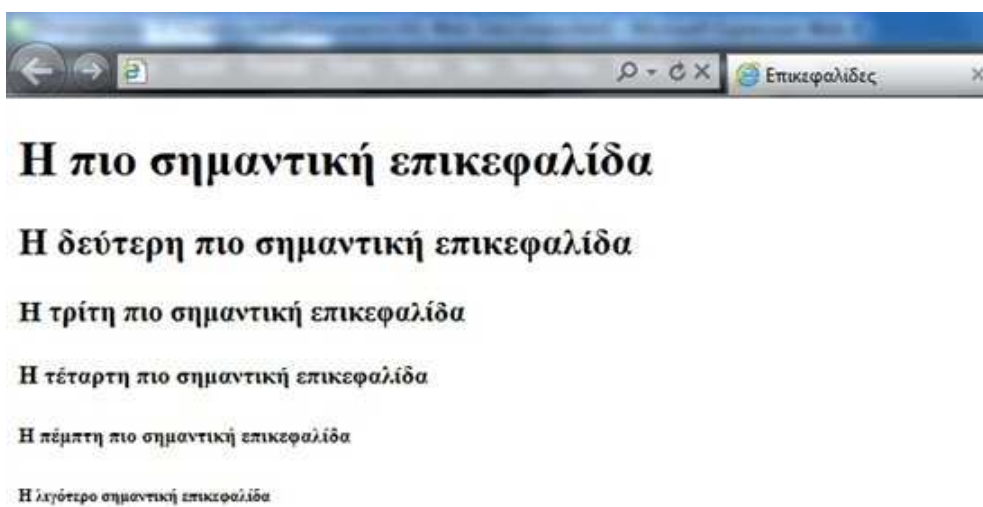 Επικεφαλίδες
Η πιο σημαντική επικεφαλίδα
Η δεύτερη πιο σημαντική επικεφαλίδα
Η τρίτη πιο σημαντική επικεφαλίδα
Η τέταρτη πιο σημαντική επικεφαλίδα
Η πέμπτη πιο σημαντική επικεφαλίδα
Η λιγότερο σημαντική επικεφαλίδα